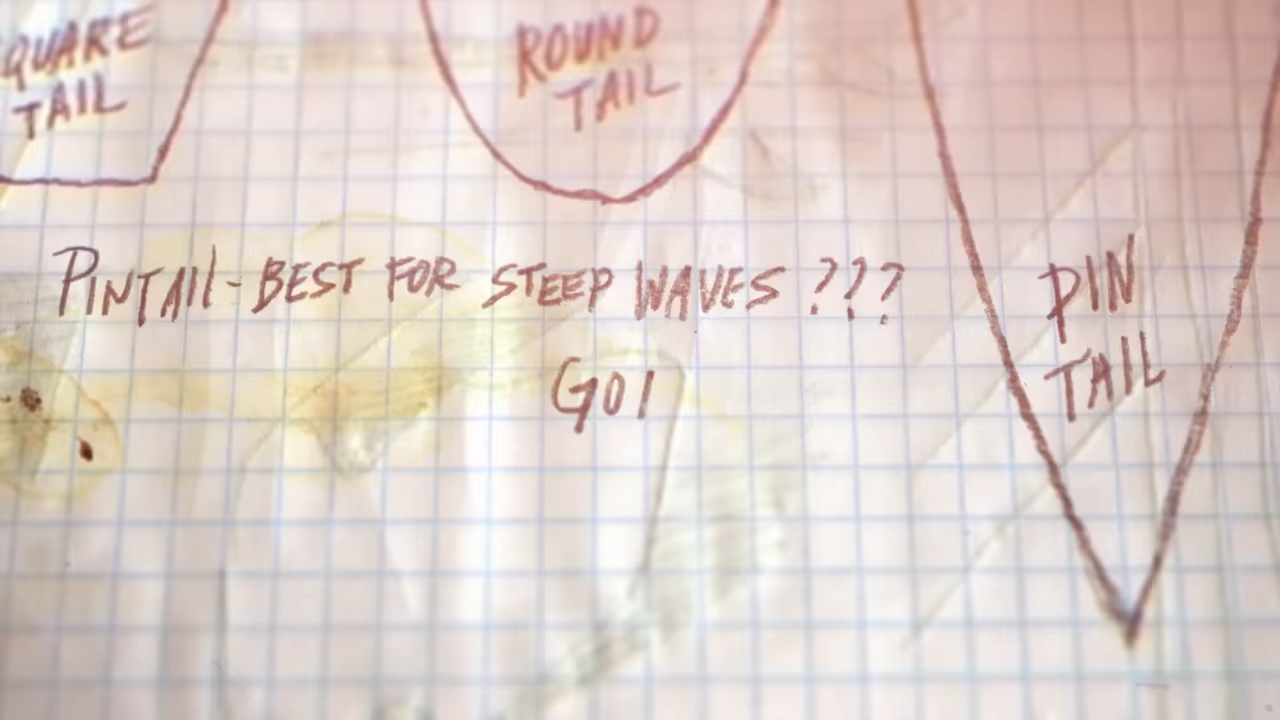 QUARE
TAIL
ROUND
TAIL
PINTAIL-BEST FOR STEEP WAVES ???
GO!
PIN
TAIL